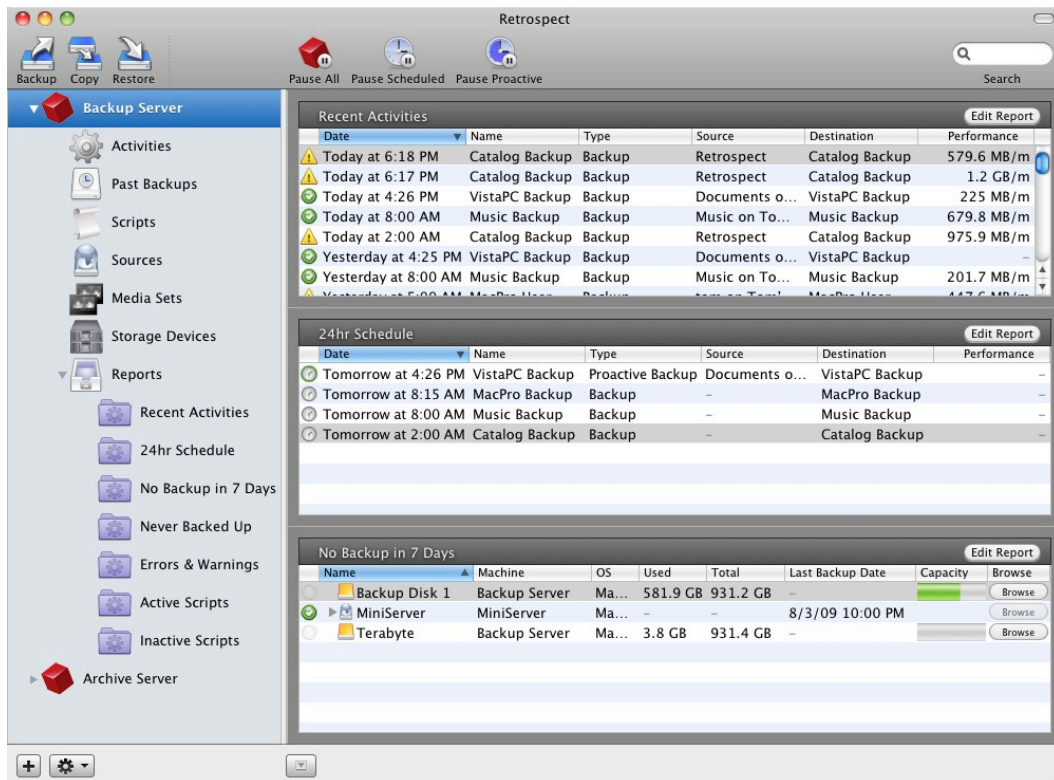 Retrospect
Backup Copy Restore Pause All Pause Scheduled Pause Proactive Search
Backup Server
Activities
Past Backups
Scripts
Sources
Media Sets
Storage Devices
Reports
Recent Activities
24hr Schedule
No Backup in 7 Days
Never Backed Up
Errors & Warnings
Active Scripts
Inactive Scripts
Archive Server
Recent Activities Edit Report
Date Name Type Source Destination Performance
Today at 6:18 PM Catalog Backup Backup Retrospect Catalog Backup 579.6 MB/m
Today at 6:17 PM Catalog Backup Backup Retrospect Catalog Backup 1.2 GB/m
Today at 4:26 PM VistaPC Backup Backup Documents o... VistaPC Backup 225 MB/m
Today at 8:00 AM Music Backup Backup Music on To... Music Backup 679.8 MB/m
Today at 2:00 AM Catalog Backup Backup Retrospect Catalog Backup 975.9 MB/m
Yesterday at 4:25 PM VistaPC Backup Backup Documents o... VistaPC Backup –
Yesterday at 8:00 AM Music Backup Backup Music on To... Music Backup 201.7 MB/m
24hr Schedule Edit Report
Date Name Type Source Destination Performance
Tomorrow at 4:26 PM VistaPC Backup Proactive Backup Documents o... VistaPC Backup –
Tomorrow at 8:15 AM MacPro Backup Backup – MacPro Backup –
Tomorrow at 8:00 AM Music Backup Backup – Music Backup –
Tomorrow at 2:00 AM Catalog Backup Backup – Catalog Backup –
No Backup in 7 Days Edit Report
Name Machine OS Used Total Last Backup Date Capacity Browse
Backup Disk 1 Backup Server Ma... 581.9 GB 931.2 GB – Browse
MiniServer MiniServer Ma... – – 8/3/09 10:00 PM Browse
Terabyte Backup Server Ma... 3.8 GB 931.4 GB – Browse